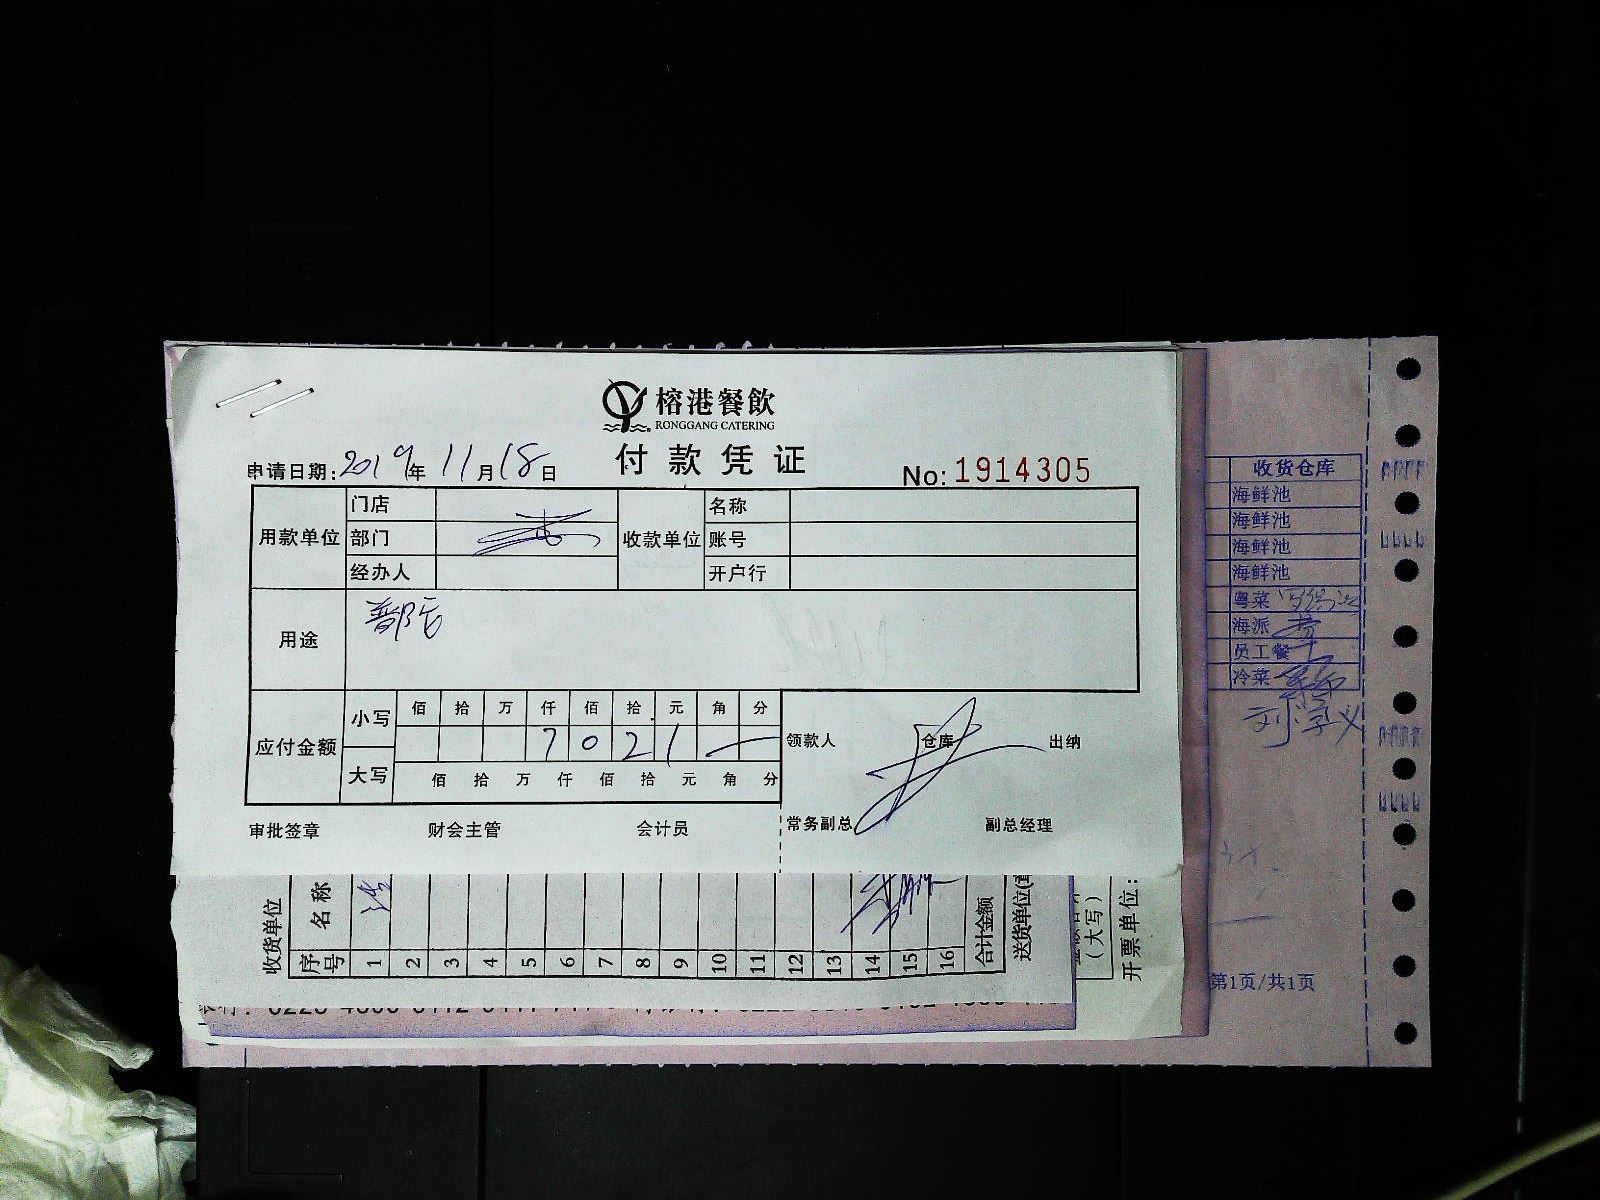 榕港餐飲
RONGGANG CATERING
付款凭证
申请日期:2019年11月18日
No:1914305
用款单位 门店 收款单位 名称
部门 账号
经办人 开户行
用途
应付金额 小写 佰 拾 万 仟 佰 拾 元 角 分
7 0 2 1 —
大写 佰 拾 万 仟 佰 拾 元 角 分
领款人 仓库 出纳
审批签章 财会主管 会计员 常务副总 副总经理
收货仓库
海鲜池
海鲜池
海鲜池
海鲜池
粤菜
海派
员工餐
冷菜
刘学义
第1页/共1页
收货单位
序号 名称
1
2
3
4
5
6
7
8
9
10
11
12
13
14
15
16
合计金额
送货单位
(大写)
开票单位: